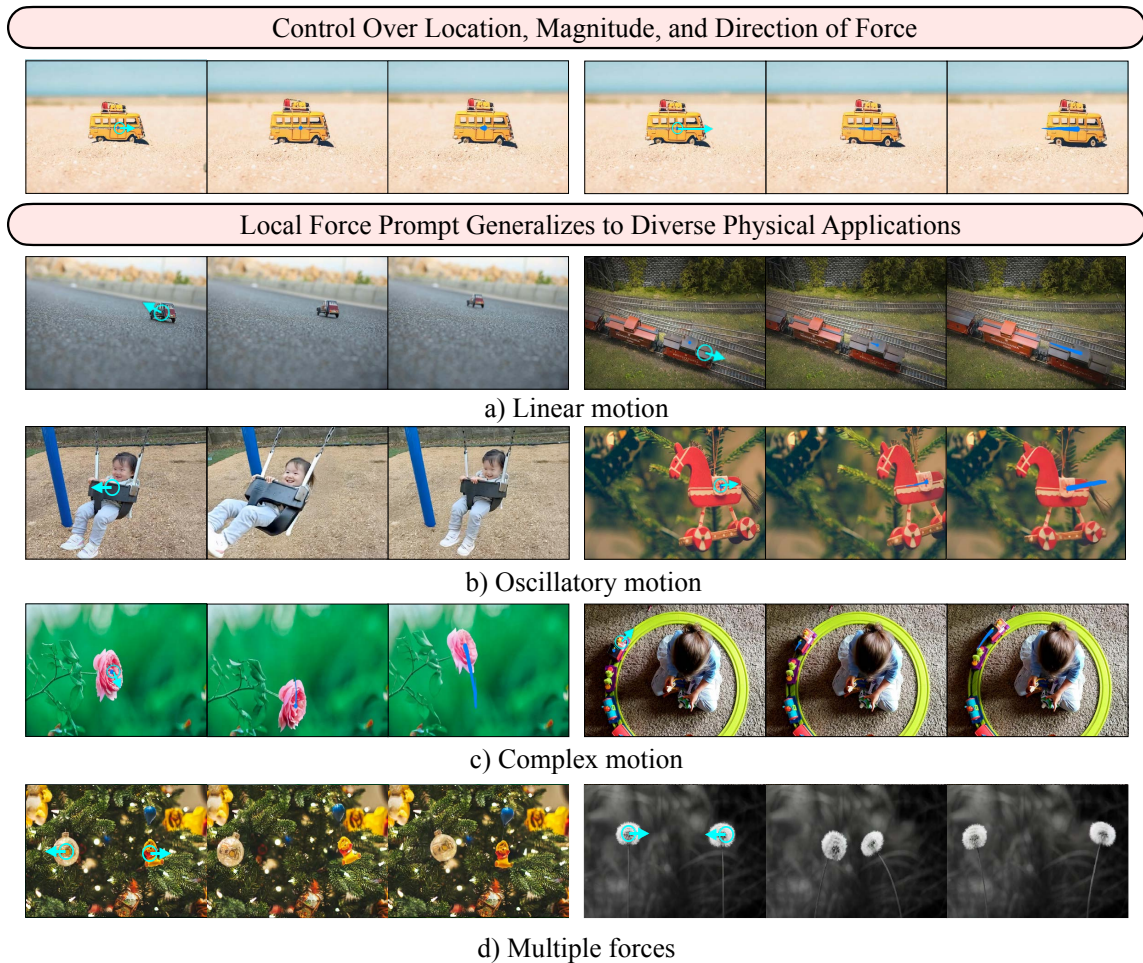 Control Over Location, Magnitude, and Direction of Force
Local Force Prompt Generalizes to Diverse Physical Applications
a) Linear motion
b) Oscillatory motion
c) Complex motion
d) Multiple forces